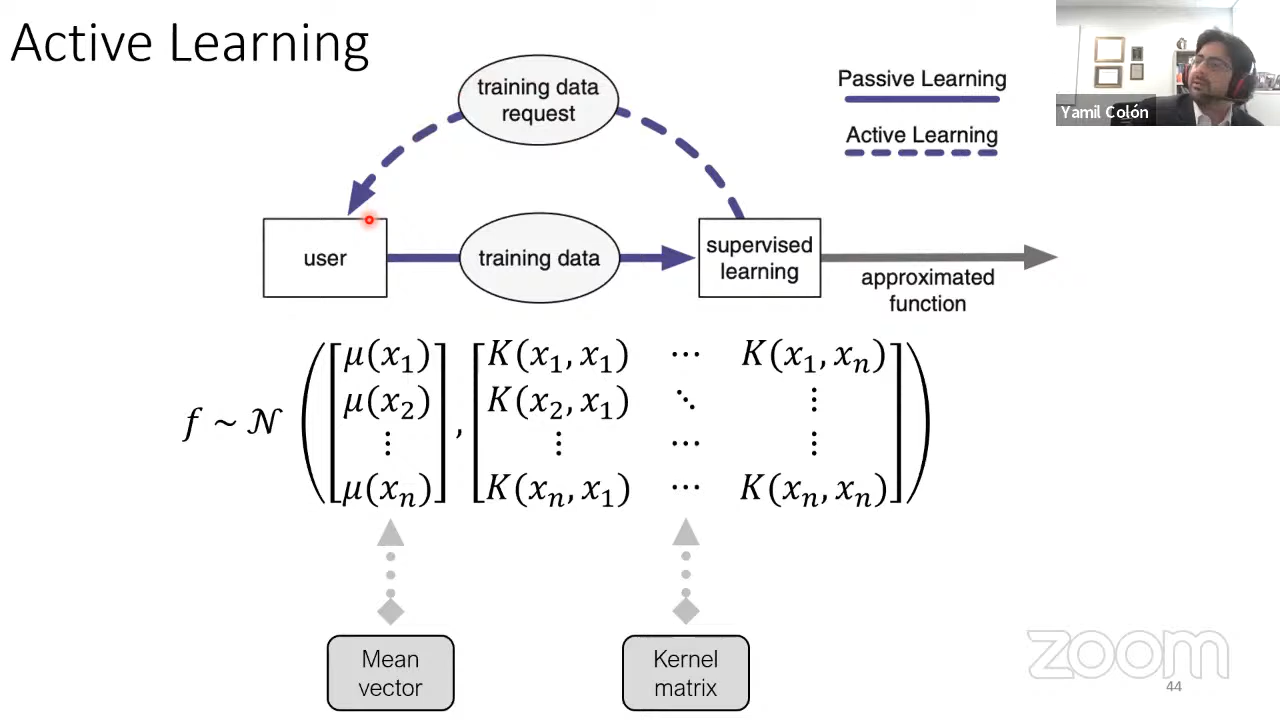 Active Learning
training data
request
Passive Learning
Active Learning
Yamil Colón
user
training data
supervised
learning
approximated
function
f ~ 𝒩 ( [ μ(x₁) μ(x₂) ⋮ μ(xₙ) ] , [ K(x₁, x₁) ⋯ K(x₁, xₙ)
K(x₂, x₁) ⋱ ⋮
⋮ ⋯ ⋮
K(xₙ, x₁) ⋯ K(xₙ, xₙ) ] )
Mean
vector
Kernel
matrix
zoom
44